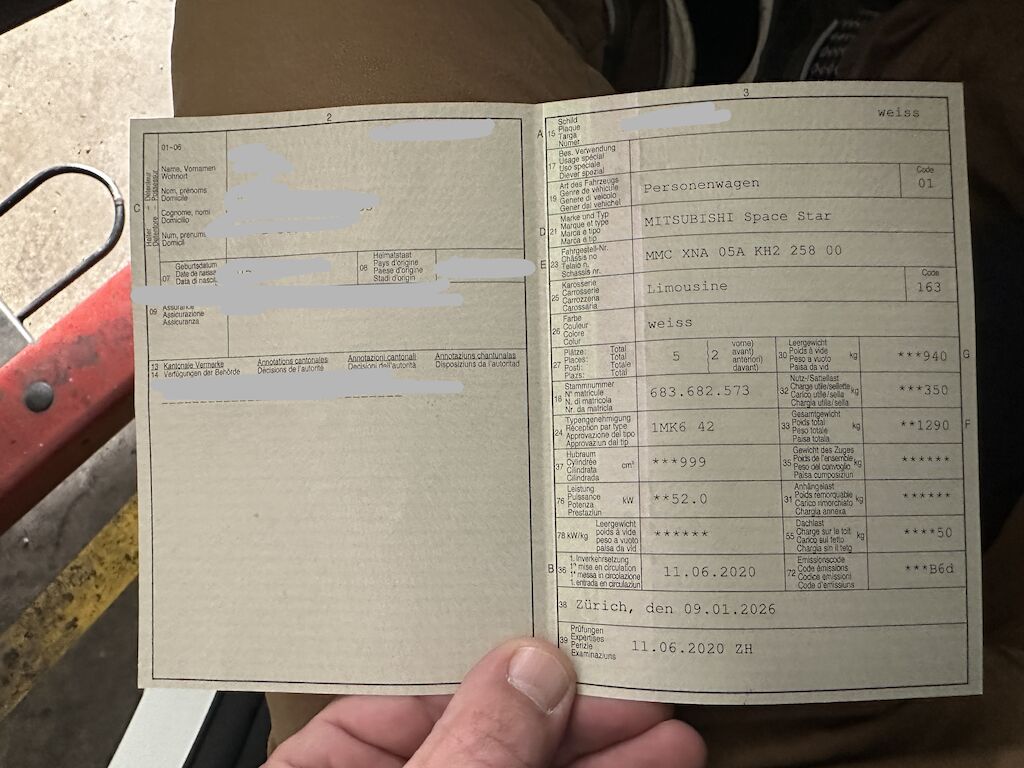 2
01-06
C
Halter Détenteur
Detentore Possessur
Name, Vornamen
Wohnort
Nom, prénoms
Domicile
Cognome, nomi
Domicilio
Num, prenums
Domicil
07
Geburtsdatum
Date de naiss
Data di nascit
08
Heimatstaat
Pays d'origine
Paese d'origine
Stadi d'origin
09
Assurance
Assicurazione
Assicuranza
13 Kantonale Vermerke Annotations cantonales Annotazioni cantonali Annotaziuns chantunalas
14 Verfügungen der Behörde Décisions de l'autorité Decisioni dell'autorità Disposiziuns da l'autoritad
3
A 15 Schild
Plaque
Targa
Numer
weiss
17 Bes. Verwendung
Usage spécial
Uso speciale
Diever spezial
19 Art des Fahrzeugs
Genre de véhicule
Genere di veicolo
Gener dal vehichel
Personenwagen
Code
01
D 21 Marke und Typ
Marque et type
Marca e tipo
Marca e tip
MITSUBISHI Space Star
E 23 Fahrgestell-Nr.
Châssis no
Telaio n.
Schassis nr.
MMC XNA 05A KH2 258 00
25 Karosserie
Carrosserie
Carrozzeria
Carossaria
Limousine
Code
163
26 Farbe
Couleur
Colore
Colur
weiss
27 Plätze: Total
Places: Total
Posti: Totale
Plazs: Total
5
2
vorne)
avant)
anteriori)
davant)
30 Leergewicht
Poids à vide
Peso a vuoto
Paisa da vid
kg
***940
G
18 Stammnummer
N° matricule
N. di matricola
Nr. da matricla
683.682.573
32 Nutz-/Sattellast
Charge utile/sellette
Carico utile/sella
Chargia utila/sella
kg
***350
24 Typengenehmigung
Réception par type
Approvazione del tipo
Approvaziun dal tip
1MK6 42
33 Gesamtgewicht
Poids total
Peso totale
Paisa totala
kg
**1290
F
37 Hubraum
Cylindrée
Cilindrata
Cilindrada
cm³
***999
35 Gewicht des Zuges
Poids de l'ensemble
Peso del convoglio
Paisa cumposiziun
kg
******
76 Leistung
Puissance
Potenza
Prestaziun
kW
**52.0
31 Anhängelast
Poids remorquable
Carico rimorchiato
Chargia annexa
kg
******
78 kW/kg
Leergewicht
poids à vide
peso a vuoto
paisa da vid
******
55 Dachlast
Charge sur le toit
Carico sul tetto
Chargia sin il tetg
kg
****50
B 36 1. Inverkehrsetzung
1re mise en circulation
1a messa in circolazione
1. entrada en circulaziun
11.06.2020
72 Emissionscode
Code émissions
Codice emissioni
Code d'emissiuns
***B6d
38 Zürich, den 09.01.2026
39 Prüfungen
Expertises
Perizie
Examinaziuns
11.06.2020 ZH